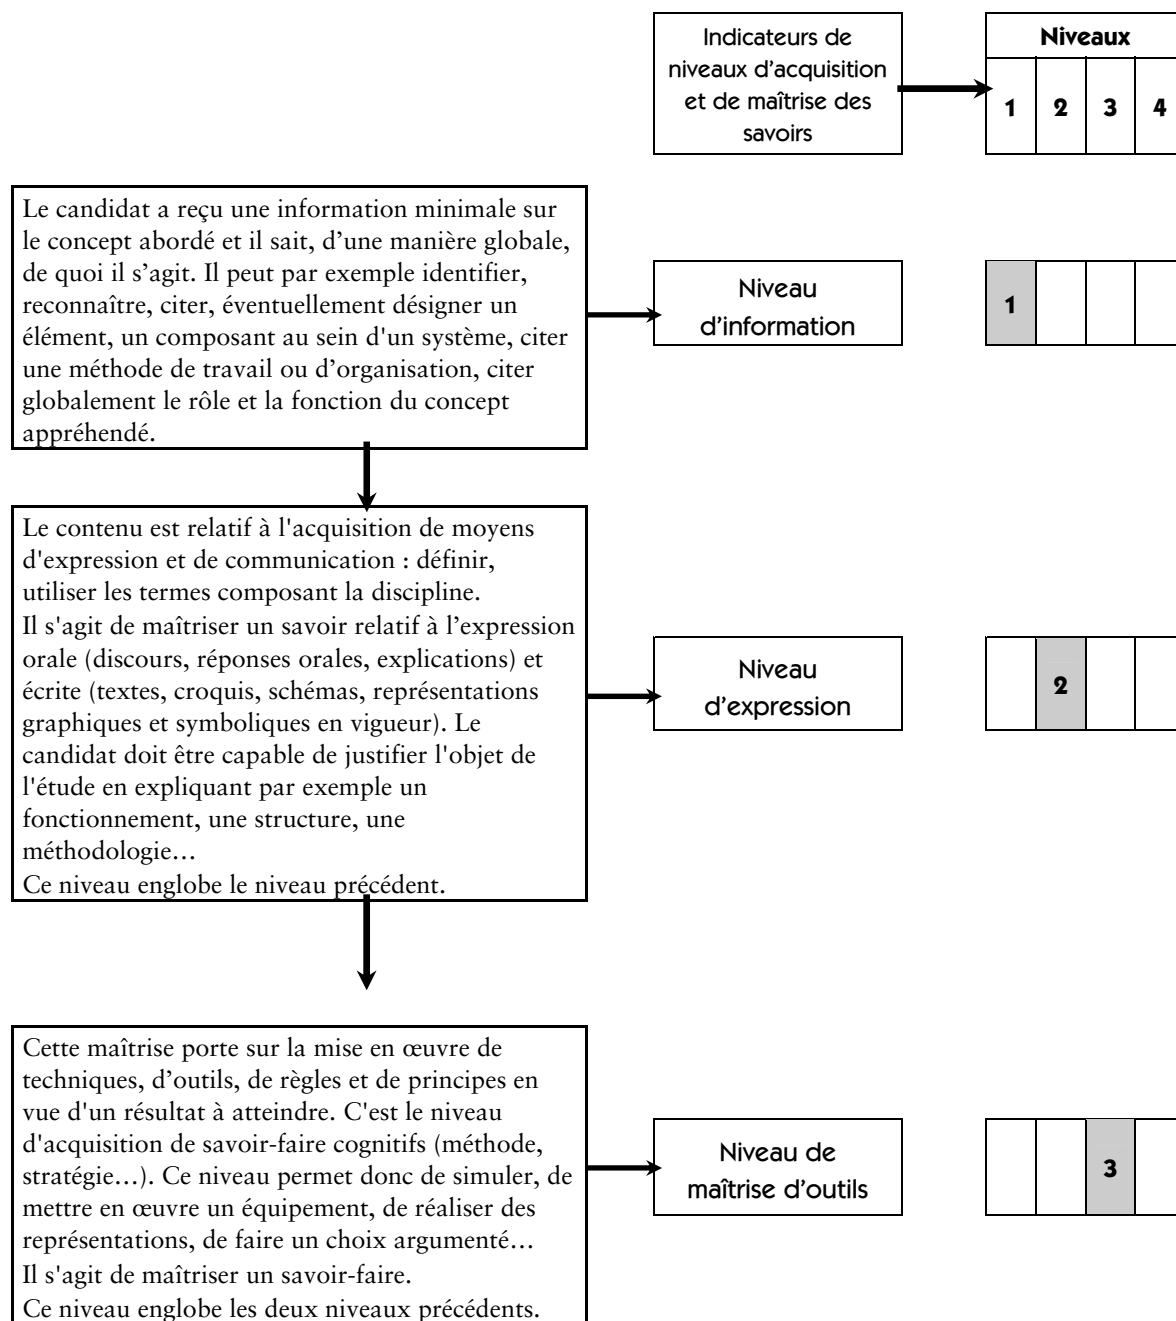 Indicateurs de
niveaux d’acquisition
et de maîtrise des
savoirs
Niveaux
1 2 3 4
Le candidat a reçu une information minimale sur
le concept abordé et il sait, d’une manière globale,
de quoi il s’agit. Il peut par exemple identifier,
reconnaître, citer, éventuellement désigner un
élément, un composant au sein d'un système, citer
une méthode de travail ou d’organisation, citer
globalement le rôle et la fonction du concept
appréhendé.
Niveau
d’information
1
Le contenu est relatif à l'acquisition de moyens
d'expression et de communication : définir,
utiliser les termes composant la discipline.
Il s'agit de maîtriser un savoir relatif à l’expression
orale (discours, réponses orales, explications) et
écrite (textes, croquis, schémas, représentations
graphiques et symboliques en vigueur). Le
candidat doit être capable de justifier l'objet de
l'étude en expliquant par exemple un
fonctionnement, une structure, une
méthodologie…
Ce niveau englobe le niveau précédent.
Niveau
d’expression
2
Cette maîtrise porte sur la mise en œuvre de
techniques, d’outils, de règles et de principes en
vue d'un résultat à atteindre. C'est le niveau
d'acquisition de savoir-faire cognitifs (méthode,
stratégie…). Ce niveau permet donc de simuler, de
mettre en œuvre un équipement, de réaliser des
représentations, de faire un choix argumenté…
Il s'agit de maîtriser un savoir-faire.
Ce niveau englobe les deux niveaux précédents.
Niveau de
maîtrise d’outils
3